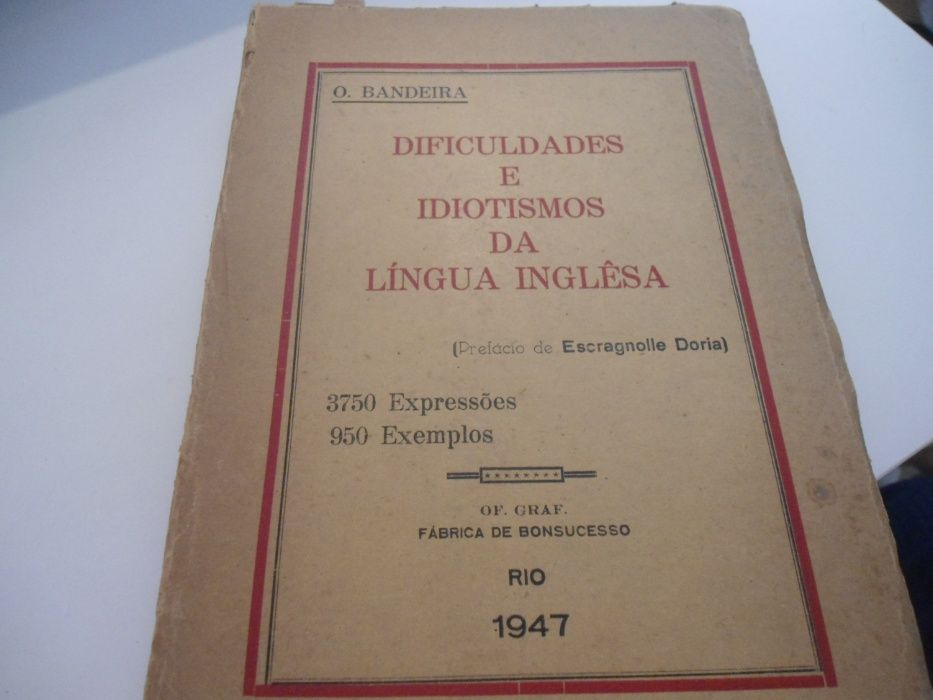 O. BANDEIRA
DIFICULDADES
E
IDIOTISMOS
DA
LÍNGUA INGLÊSA
(Prefácio de Escragnolle Doria)
3750 Expressões
950 Exemplos
OF. GRAF.
FÁBRICA DE BONSUCESSO
RIO
1947